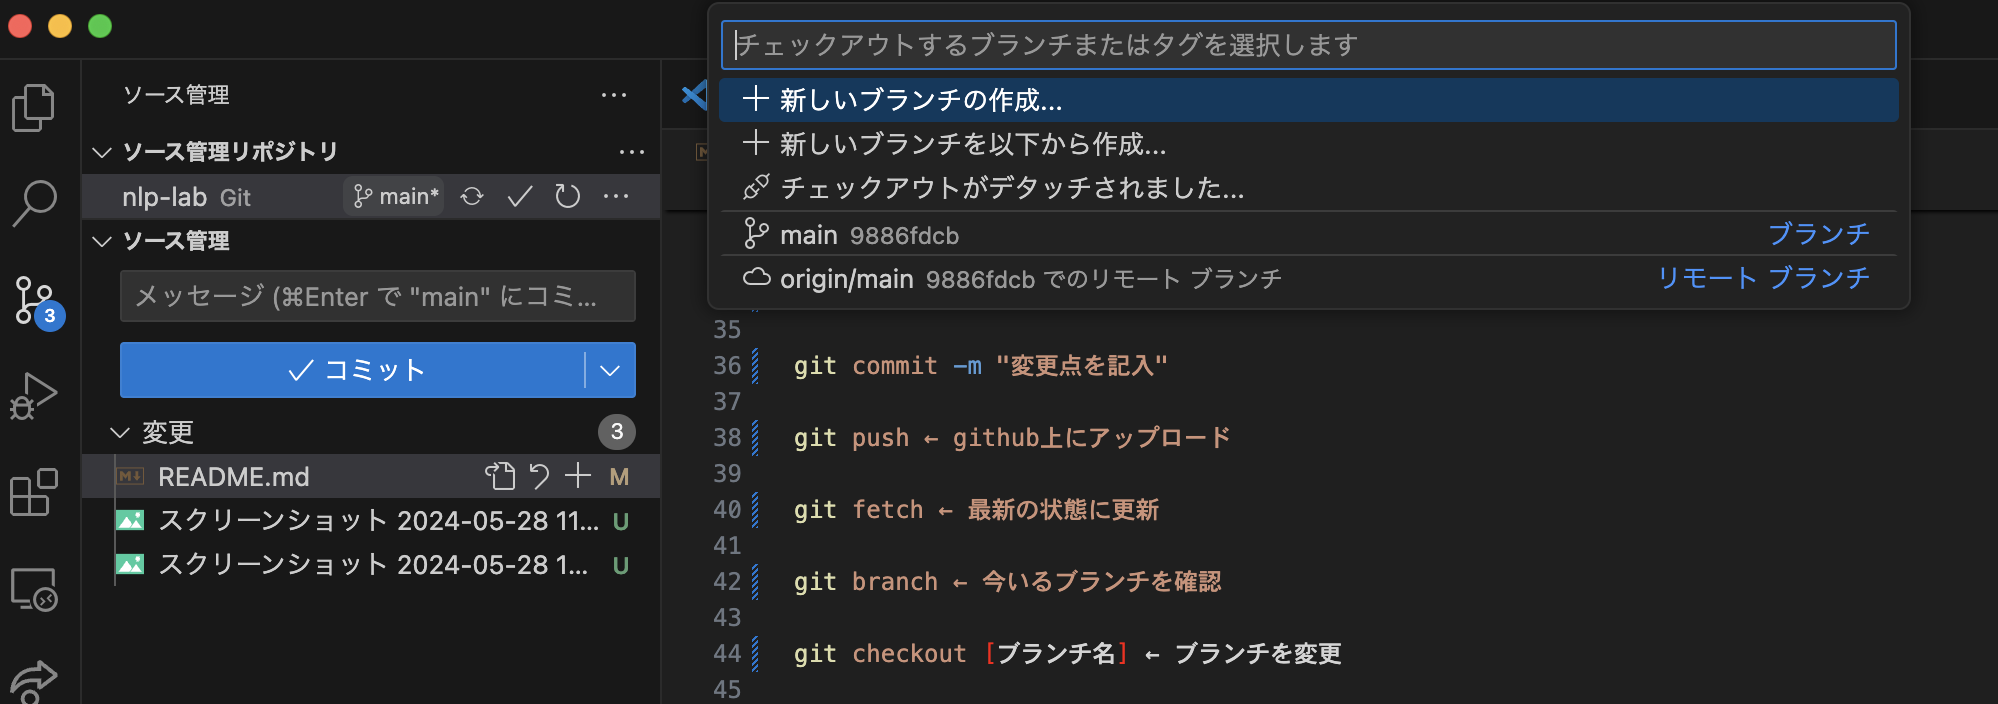 ソース管理
ソース管理リポジトリ
nlp-lab Git main*
ソース管理
メッセージ (⌘Enter で "main" にコミ...
コミット
変更 3
README.md M
スクリーンショット 2024-05-28 11... U
スクリーンショット 2024-05-28 1... U
3
チェックアウトするブランチまたはタグを選択します
新しいブランチの作成...
新しいブランチを以下から作成...
チェックアウトがデタッチされました...
main 9886fdcb ブランチ
origin/main 9886fdcb でのリモート ブランチ リモート ブランチ
35
36 git commit -m "変更点を記入"
37
38 git push ← github上にアップロード
39
40 git fetch ← 最新の状態に更新
41
42 git branch ← 今いるブランチを確認
43
44 git checkout [ブランチ名] ← ブランチを変更
45